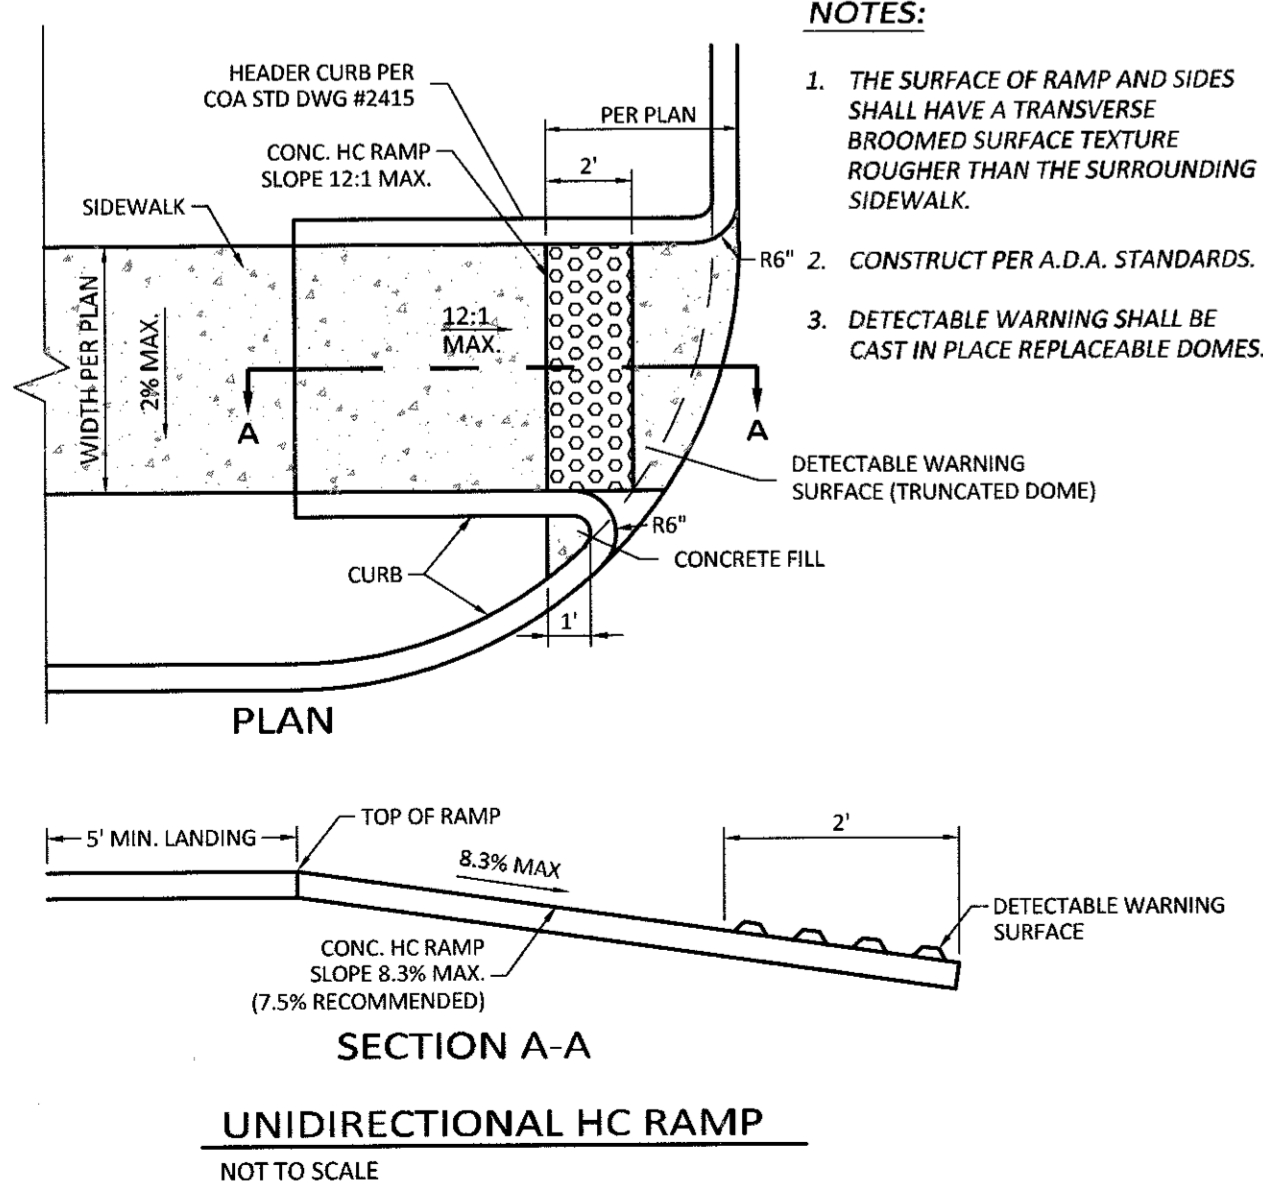 NOTES:
1. THE SURFACE OF RAMP AND SIDES
SHALL HAVE A TRANSVERSE
BROOMED SURFACE TEXTURE
ROUGHER THAN THE SURROUNDING
SIDEWALK.
2. CONSTRUCT PER A.D.A. STANDARDS.
3. DETECTABLE WARNING SHALL BE
CAST IN PLACE REPLACEABLE DOMES.
HEADER CURB PER
COA STD DWG #2415
PER PLAN
CONC. HC RAMP
SLOPE 12:1 MAX.
2'
SIDEWALK
R6"
WIDTH PER PLAN
2% MAX.
12:1
MAX.
A
A
DETECTABLE WARNING
SURFACE (TRUNCATED DOME)
R6"
CONCRETE FILL
CURB
1'
PLAN
5' MIN. LANDING
TOP OF RAMP
8.3% MAX
2'
DETECTABLE WARNING
SURFACE
CONC. HC RAMP
SLOPE 8.3% MAX.
(7.5% RECOMMENDED)
SECTION A-A
UNIDIRECTIONAL HC RAMP
NOT TO SCALE